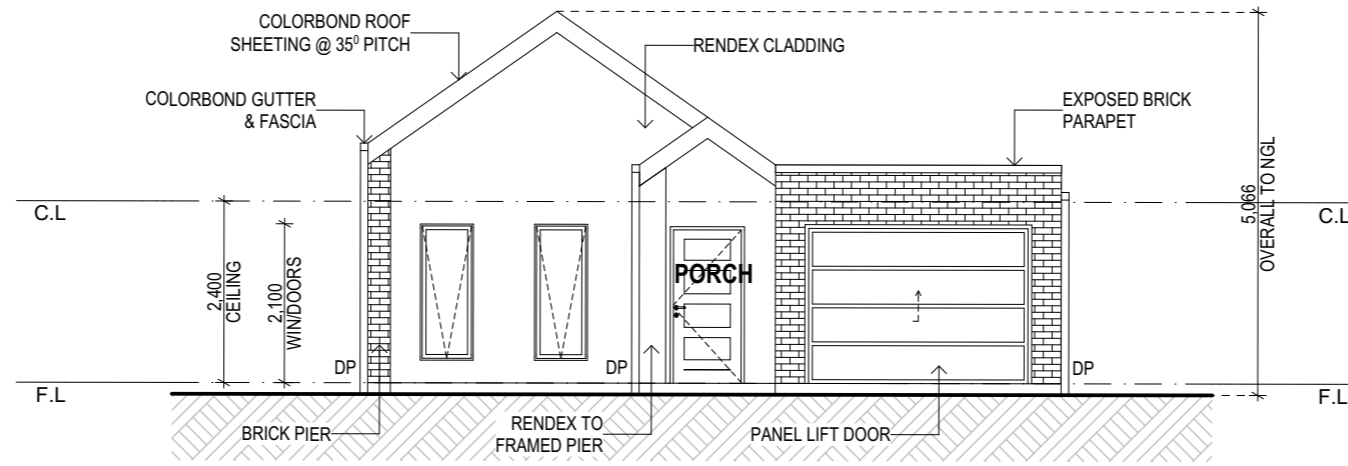 COLORBOND ROOF
SHEETING @ 35⁰ PITCH
RENDEX CLADDING
COLORBOND GUTTER
& FASCIA
EXPOSED BRICK
PARAPET
C.L
C.L
2,400
CEILING
2,100
WIN/DOORS
5,066
OVERALL TO NGL
PORCH
DP
DP
DP
F.L
F.L
BRICK PIER
RENDEX TO
FRAMED PIER
PANEL LIFT DOOR